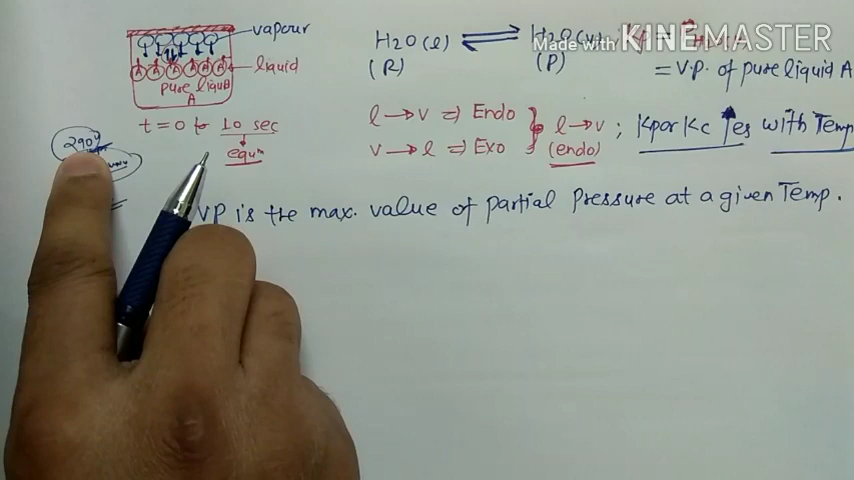 vapour
liquid
pure liquid
A
t = 0 to 10 sec
equⁿ
H2O (l) ⇌ H2O (v)
(R) (P)
= V.P. of pure liquid A
l → v ⇒ Endo
v → l ⇒ Exo
l → v ; Kp or Kc ↑es with Temp
(endo)
VP is the max. value of partial pressure at a given Temp.
Made with KINEMASTER